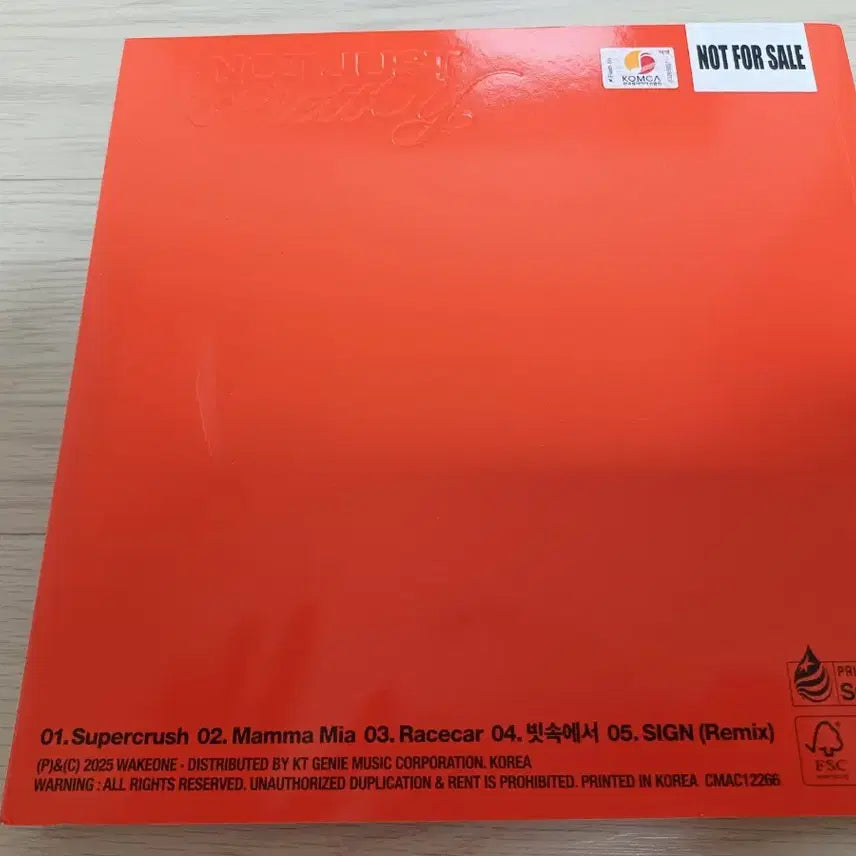 NOT JUST
KOMCA
NOT FOR SALE
01. Supercrush 02. Mamma Mia 03. Racecar 04. 빗속에서 05. SIGN (Remix)
(P)&(C) 2025 WAKEONE · DISTRIBUTED BY KT GENIE MUSIC CORPORATION. KOREA
WARNING : ALL RIGHTS RESERVED. UNAUTHORIZED DUPLICATION & RENT IS PROHIBITED. PRINTED IN KOREA CMAC12266
PRI
S
FSC